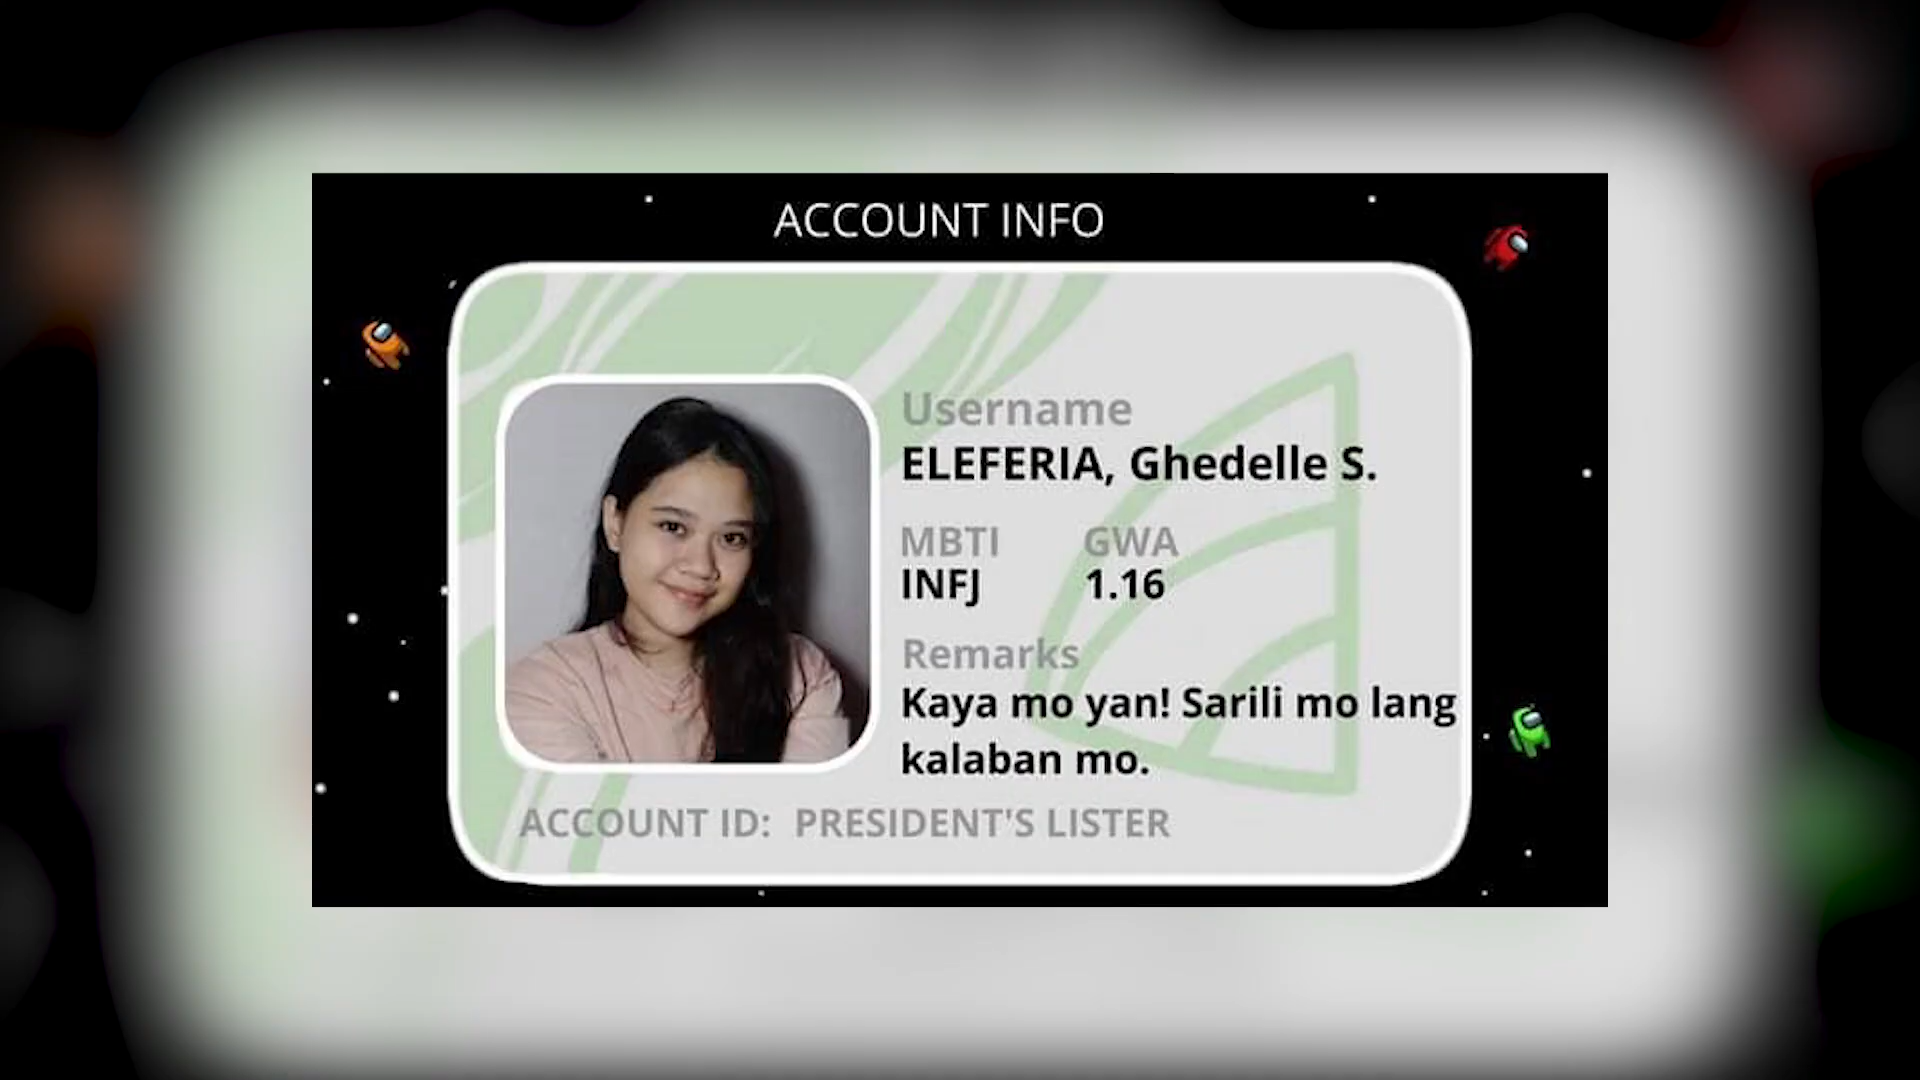 ACCOUNT INFO
Username
ELEFERIA, Ghedelle S.
MBTI GWA
INFJ 1.16
Remarks
Kaya mo yan! Sarili mo lang
kalaban mo.
ACCOUNT ID: PRESIDENT'S LISTER